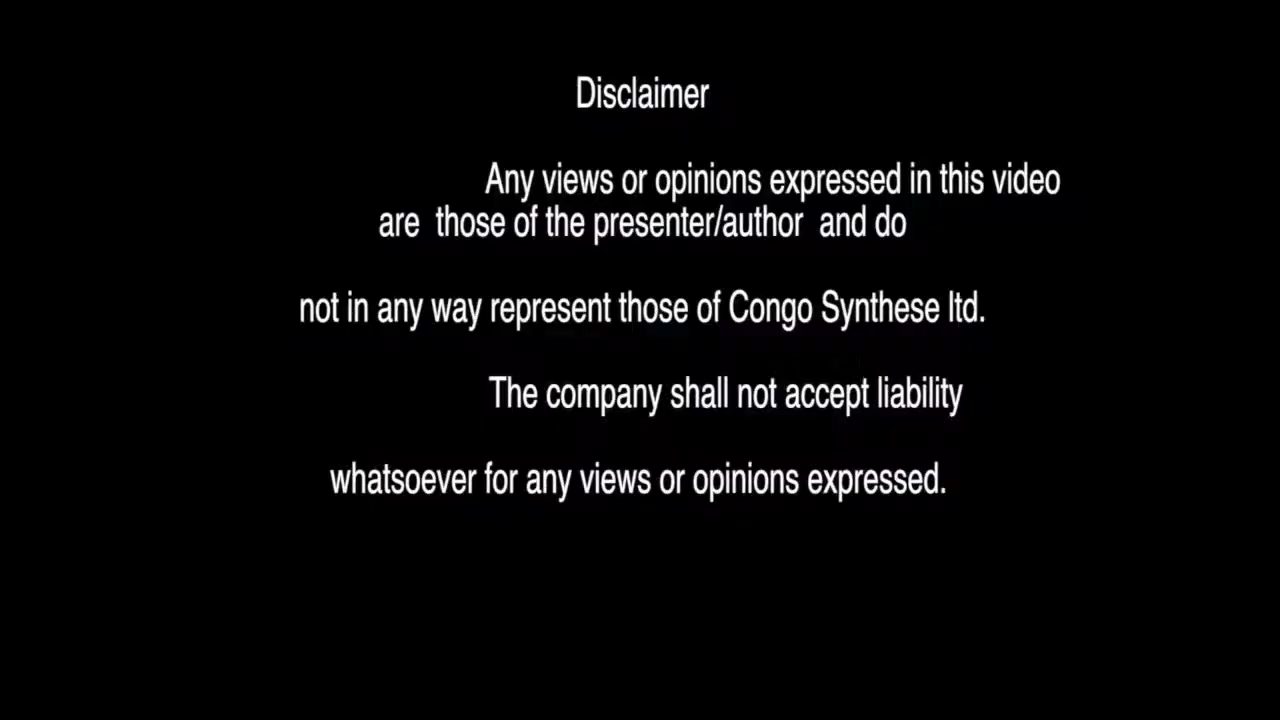 Disclaimer
Any views or opinions expressed in this video
are those of the presenter/author and do
not in any way represent those of Congo Synthese ltd.
The company shall not accept liability
whatsoever for any views or opinions expressed.